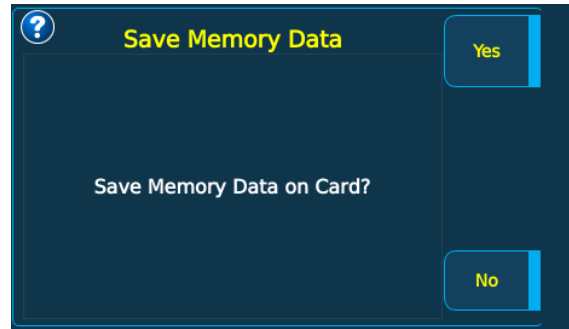 ?
Save Memory Data
Yes
Save Memory Data on Card?
No